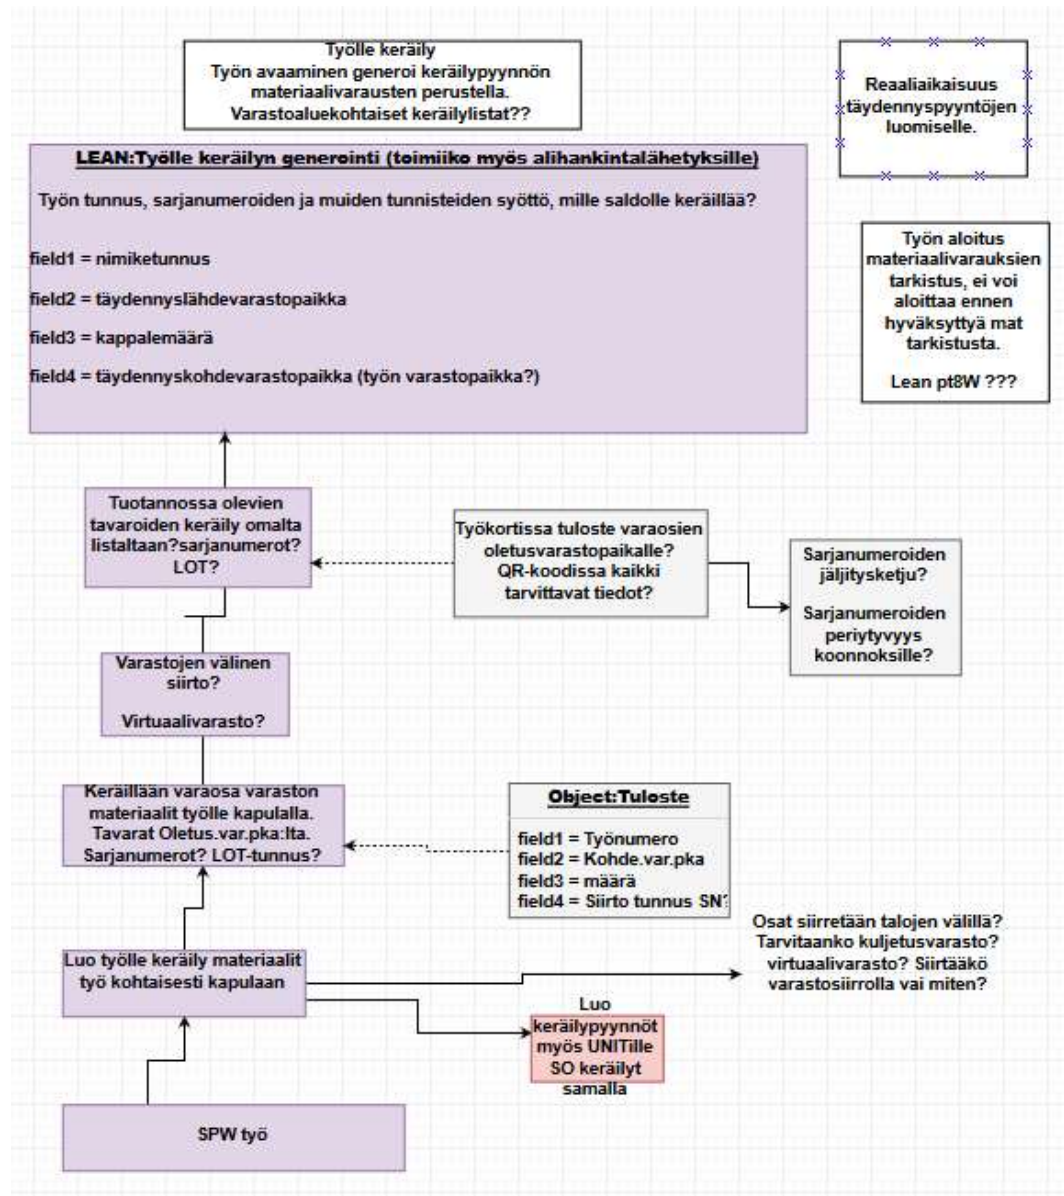 Työlle keräily
Työn avaaminen generoi keräilypyynnön
materiaalivarausten perustella.
Varastoaluekohtaiset keräilylistat??
Reaaliaikaisuus
täydennyspyyntöjen
luomiselle.
LEAN:Työlle keräilyn generointi (toimiiko myös alihankintalähetyksille)
Työn tunnus, sarjanumeroiden ja muiden tunnisteiden syöttö, mille saldolle keräillää?
field1 = nimiketunnus
field2 = täydennyslähdevarastopaikka
field3 = kappalemäärä
field4 = täydennyskohdevarastopaikka (työn varastopaikka?)
Työn aloitus
materiaalivarauksien
tarkistus, ei voi
aloittaa ennen
hyväksyttyä mat
tarkistusta.
Lean pt8W ???
Tuotannossa olevien
tavaroiden keräily omalta
listaltaan?sarjanumerot?
LOT?
Työkortissa tuloste varaosien
oletusvarastopaikalle?
QR-koodissa kaikki
tarvittavat tiedot?
Sarjanumeroiden
jäljitysketju?
Sarjanumeroiden
periytyvyys
koonnoksille?
Varastojen välinen
siirto?
Virtuaalivarasto?
Keräillään varaosa varaston
materiaalit työlle kapulalla.
Tavarat Oletus.var.pka:lta.
Sarjanumerot? LOT-tunnus?
Object:Tuloste
field1 = Työnumero
field2 = Kohde.var.pka
field3 = määrä
field4 = Siirto tunnus SN?
Luo työlle keräily materiaalit
työ kohtaisesti kapulaan
Osat siirretään talojen välillä?
Tarvitaanko kuljetusvarasto?
virtuaalivarasto? Siirtääkö
varastosiirrolla vai miten?
Luo
keräilypyynnöt
myös UNITille
SO keräilyt
samalla
SPW työ